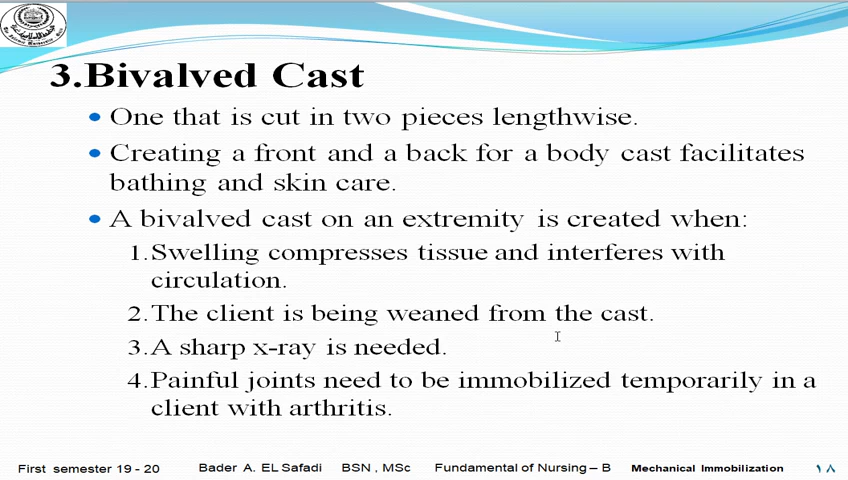 3.Bivalved Cast
• One that is cut in two pieces lengthwise.
• Creating a front and a back for a body cast facilitates
bathing and skin care.
• A bivalved cast on an extremity is created when:
1.Swelling compresses tissue and interferes with
circulation.
2.The client is being weaned from the cast.
3.A sharp x-ray is needed.
4.Painful joints need to be immobilized temporarily in a
client with arthritis.
First semester 19 - 20 Bader A. EL Safadi BSN , MSc Fundamental of Nursing – B Mechanical Immobilization ١٨